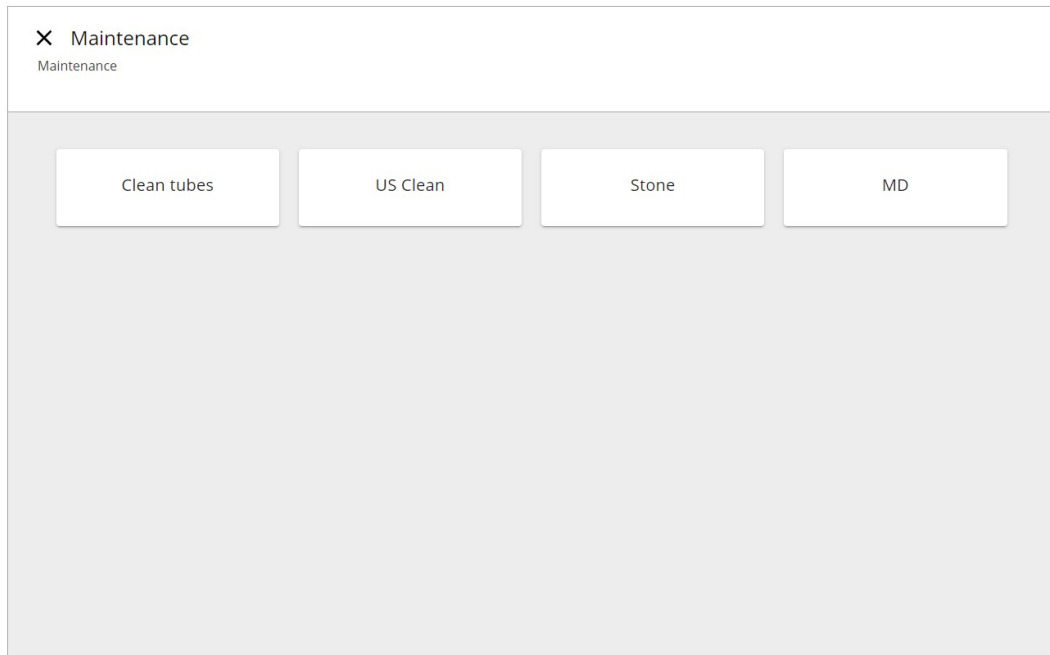 Maintenance
Maintenance
Clean tubes
US Clean
Stone
MD